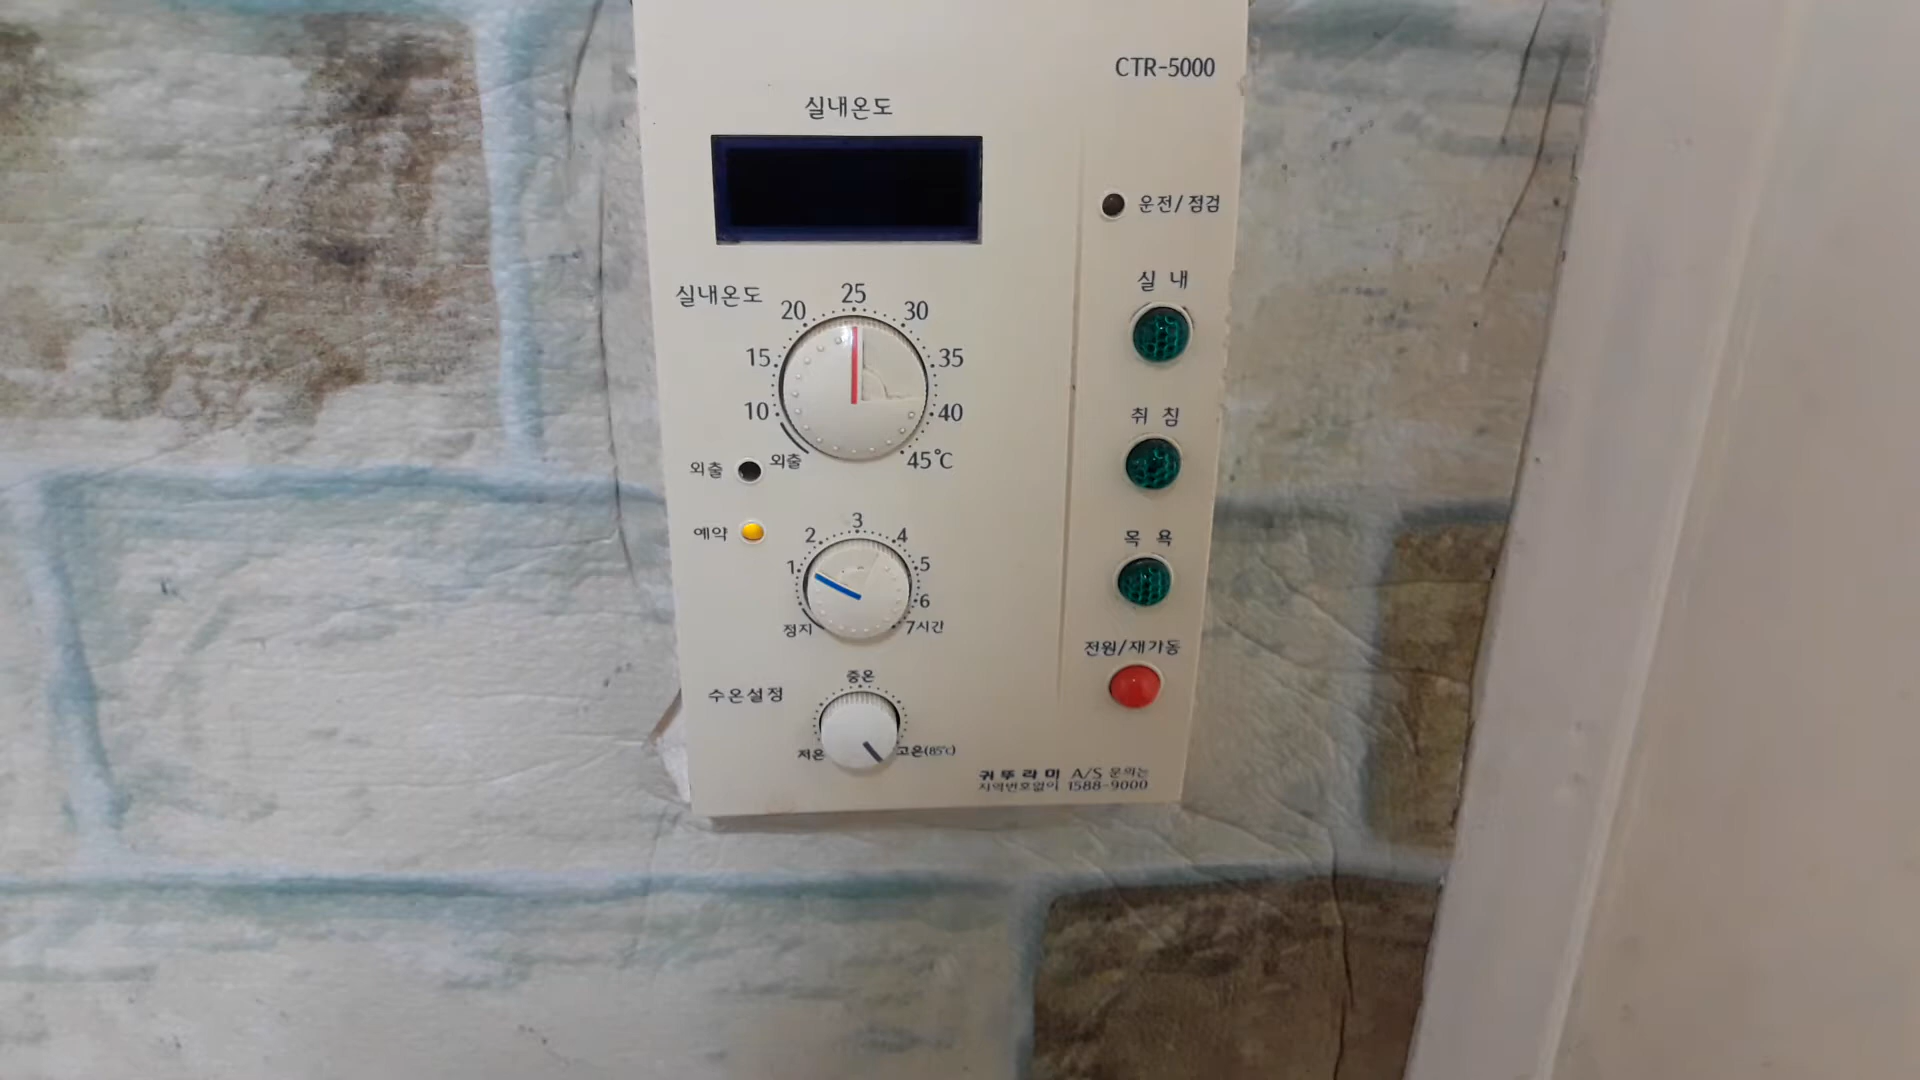 CTR-5000
실내온도
운전/점검
실내온도
10 15 20 25 30 35 40 45℃
외출
외출
예약
정지 1 2 3 4 5 6 7시간
수온설정
저온 중온 고온(85℃)
실 내
취 침
목 욕
전원/재가동
귀뚜라미 A/S 문의는
지역번호없이 1588-9000